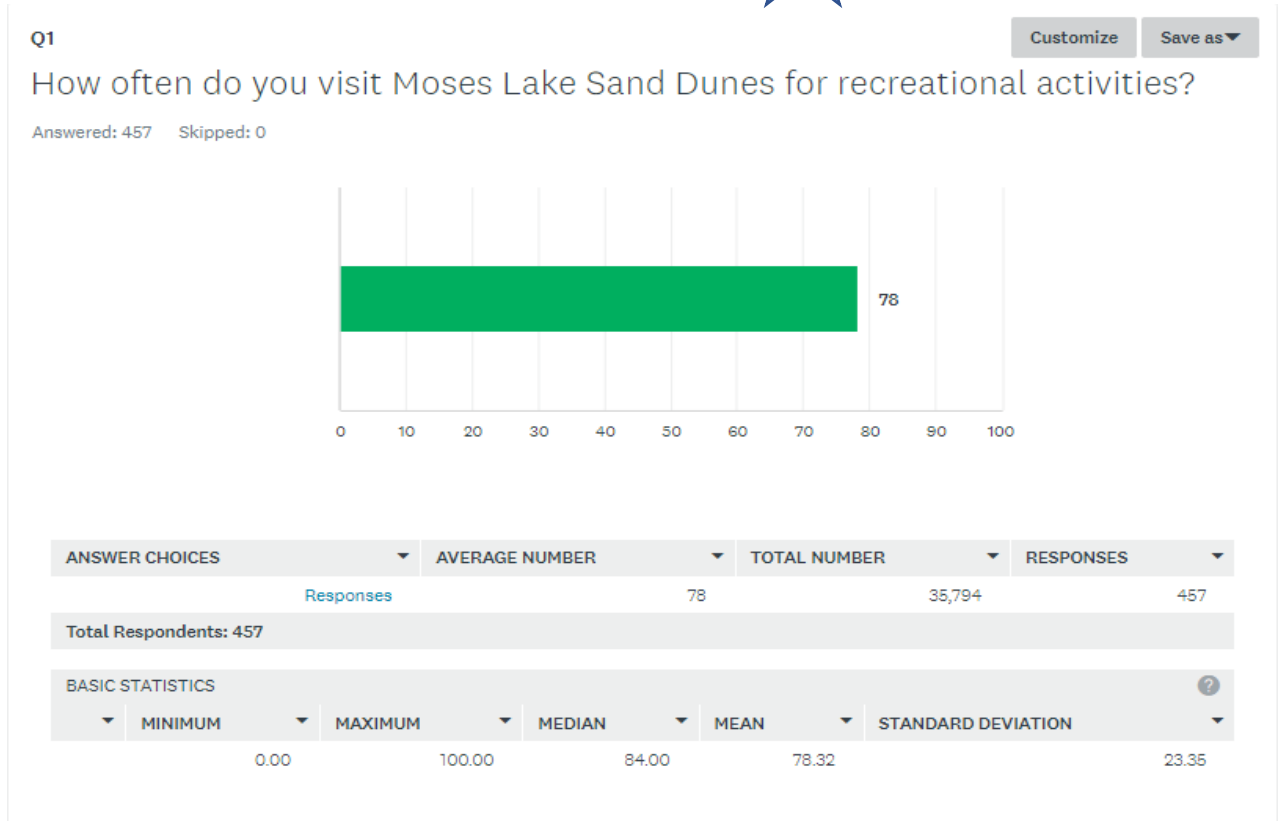 Q1
Customize Save as
How often do you visit Moses Lake Sand Dunes for recreational activities?
Answered: 457 Skipped: 0
78
0 10 20 30 40 50 60 70 80 90 100
ANSWER CHOICES AVERAGE NUMBER TOTAL NUMBER RESPONSES
Responses 78 35,794 457
Total Respondents: 457
BASIC STATISTICS ?
MINIMUM MAXIMUM MEDIAN MEAN STANDARD DEVIATION
0.00 100.00 84.00 78.32 23.35